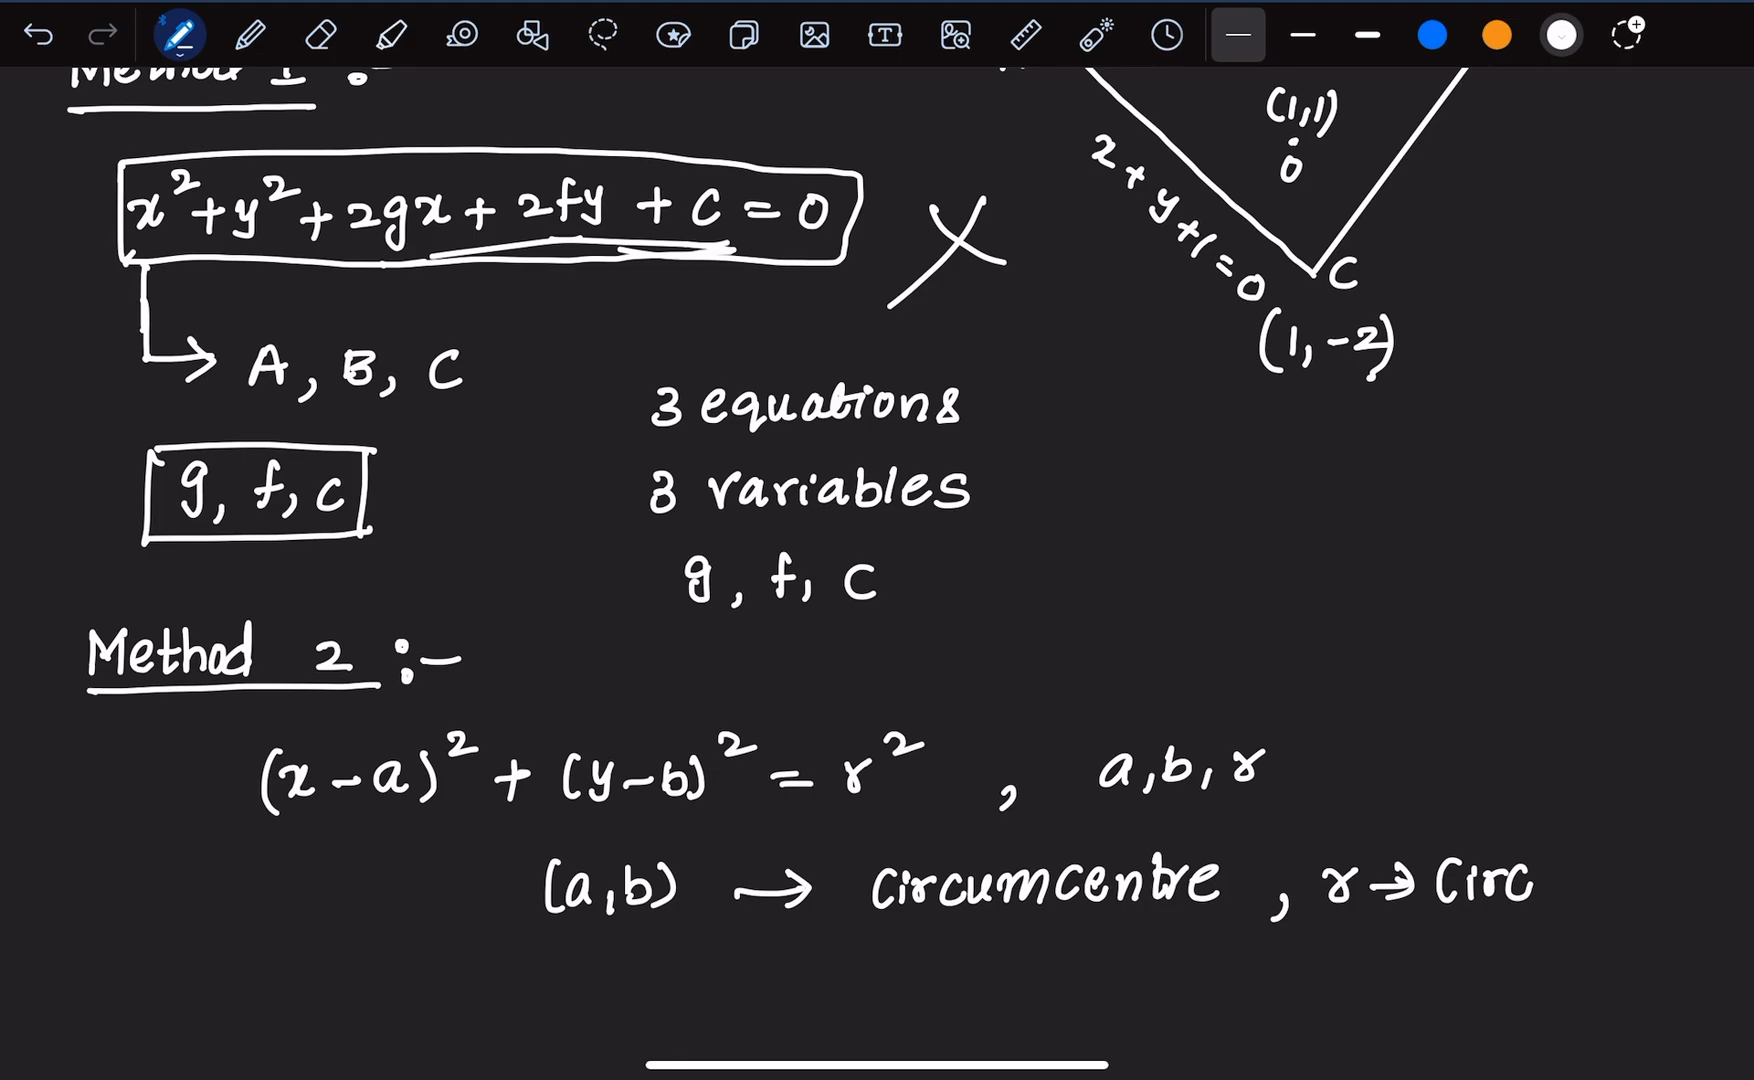 Method 1 :-
x²+y²+2gx+2fy+c=0
A, B, C
g, f, c
3 equations
3 variables
g, f, c
(1,1)
O
x+y+1=0
C
(1,-2)
Method 2 :-
(x-a)²+(y-b)²=r², a,b,r
(a,b) → circumcentre, r→ Circ